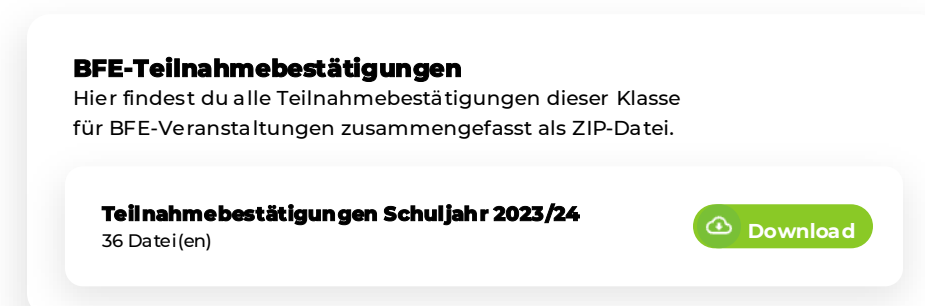 BFE-Teilnahmebestätigungen
Hier findest du alle Teilnahmebestätigungen dieser Klasse
für BFE-Veranstaltungen zusammengefasst als ZIP-Datei.
Teilnahmebestätigungen Schuljahr 2023/24
36 Datei(en)
Download